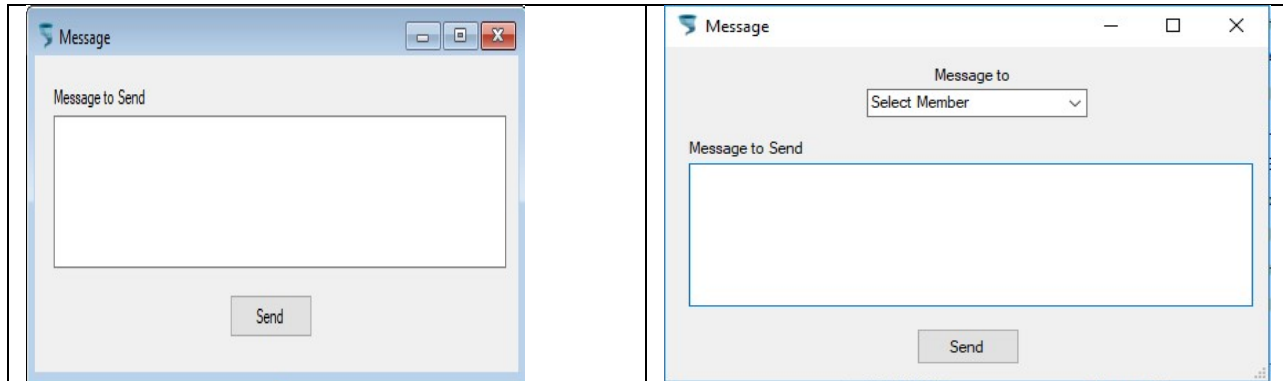 Message
Message to Send
Send
Message
Message to
Select Member
Message to Send
Send